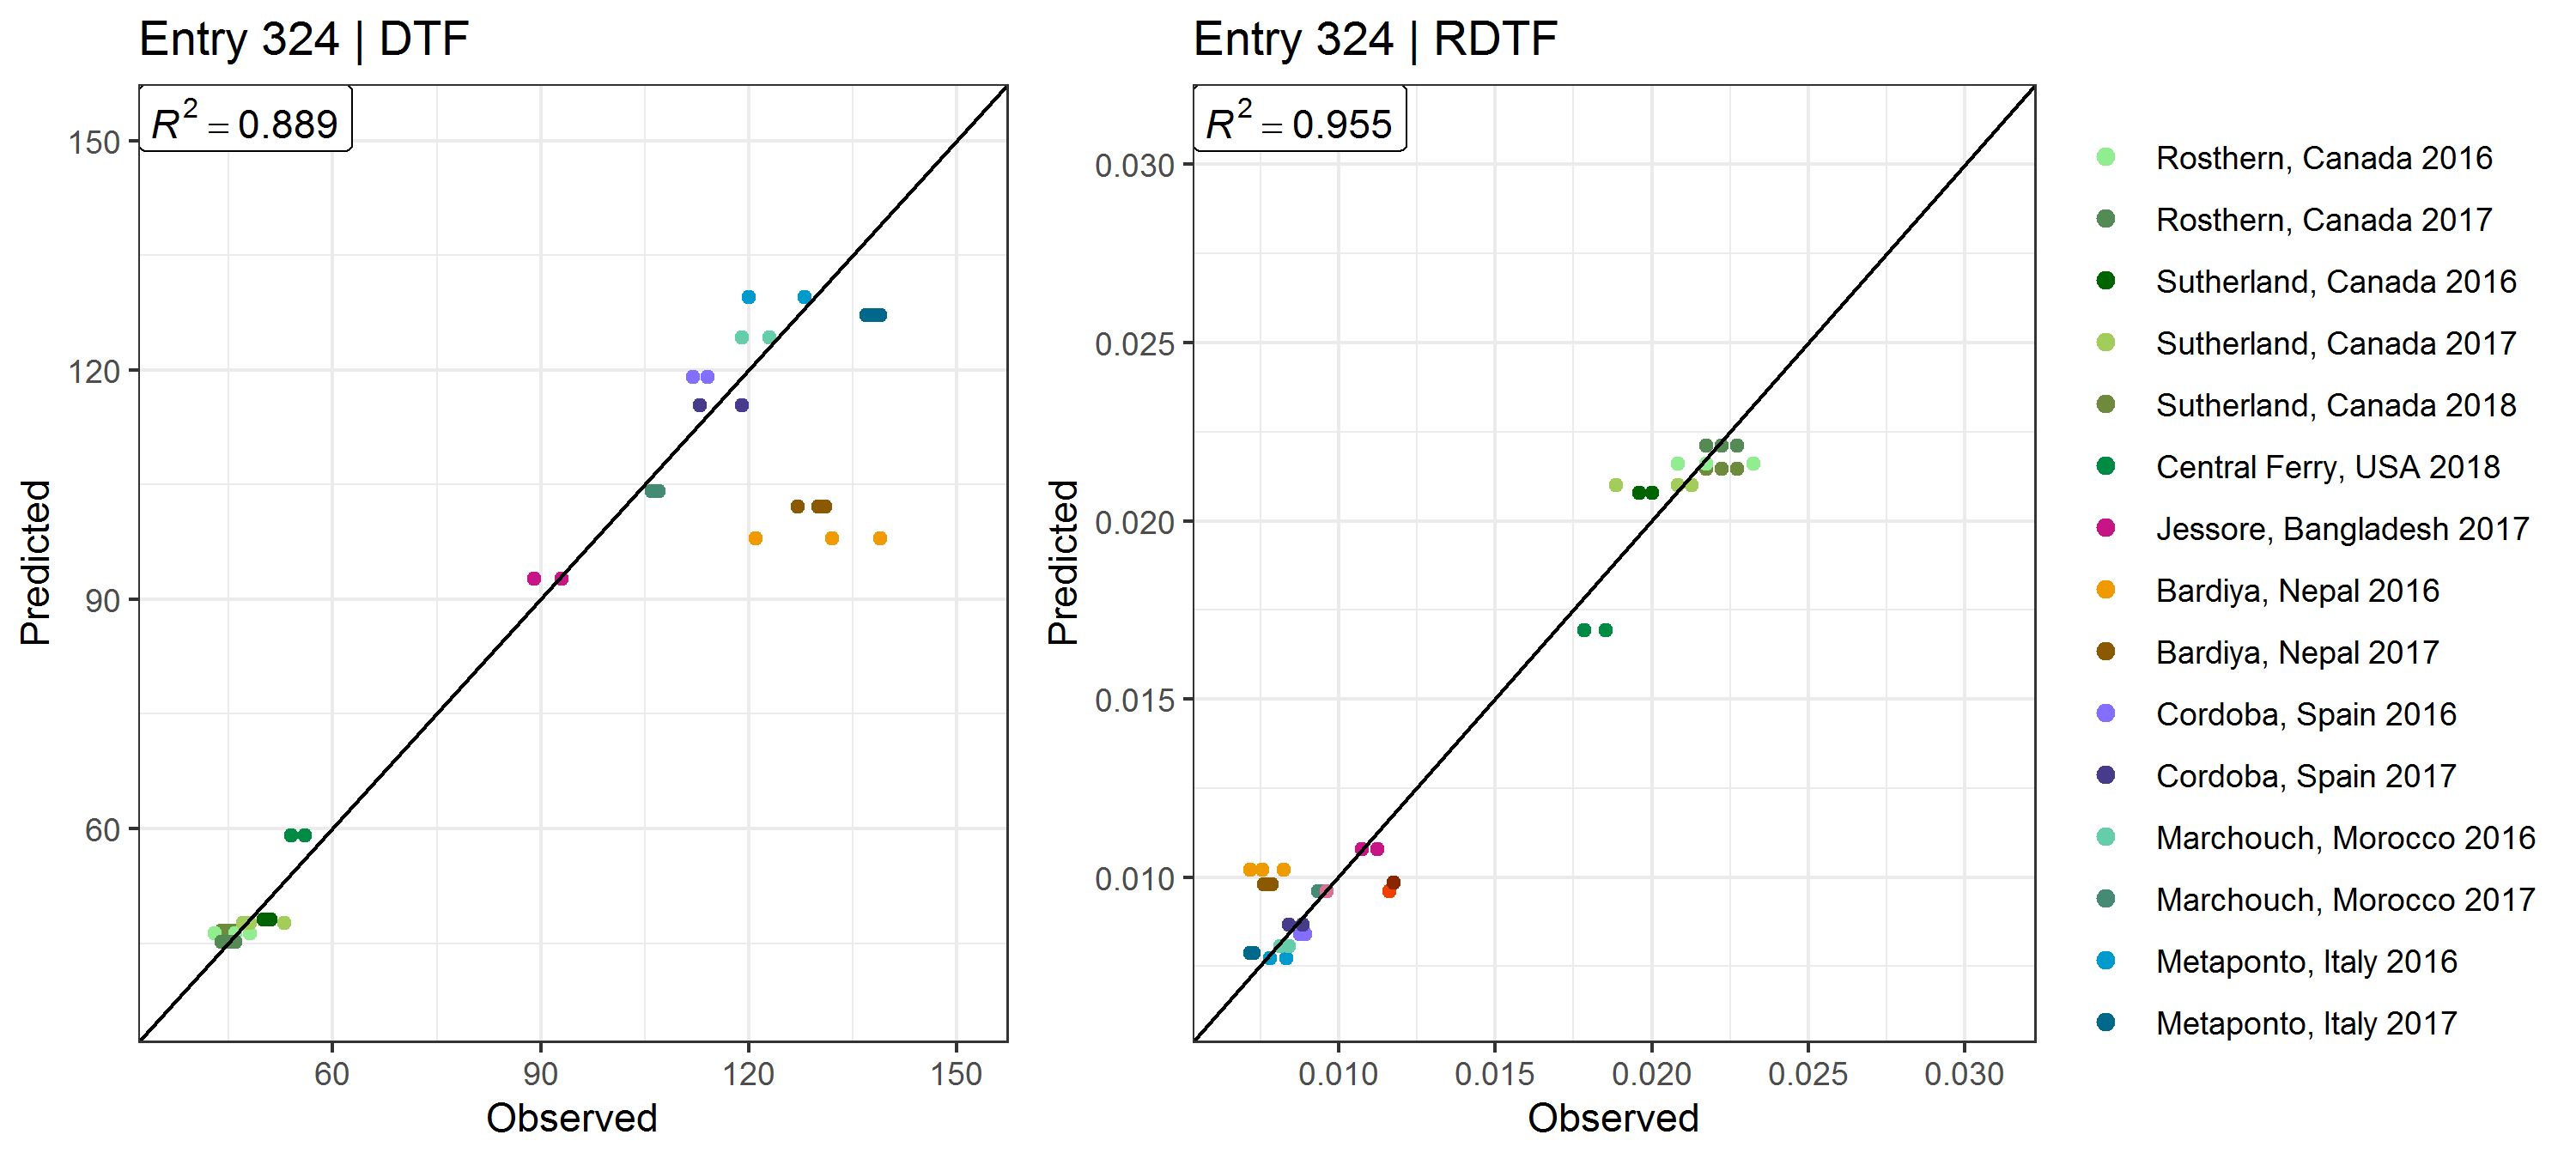 Entry 324 | DTF
R² = 0.889
150
120
90
60
Predicted
60 90 120 150
Observed
Entry 324 | RDTF
R² = 0.955
0.030
0.025
0.020
0.015
0.010
Predicted
0.010 0.015 0.020 0.025 0.030
Observed
Rosthern, Canada 2016
Rosthern, Canada 2017
Sutherland, Canada 2016
Sutherland, Canada 2017
Sutherland, Canada 2018
Central Ferry, USA 2018
Jessore, Bangladesh 2017
Bardiya, Nepal 2016
Bardiya, Nepal 2017
Cordoba, Spain 2016
Cordoba, Spain 2017
Marchouch, Morocco 2016
Marchouch, Morocco 2017
Metaponto, Italy 2016
Metaponto, Italy 2017